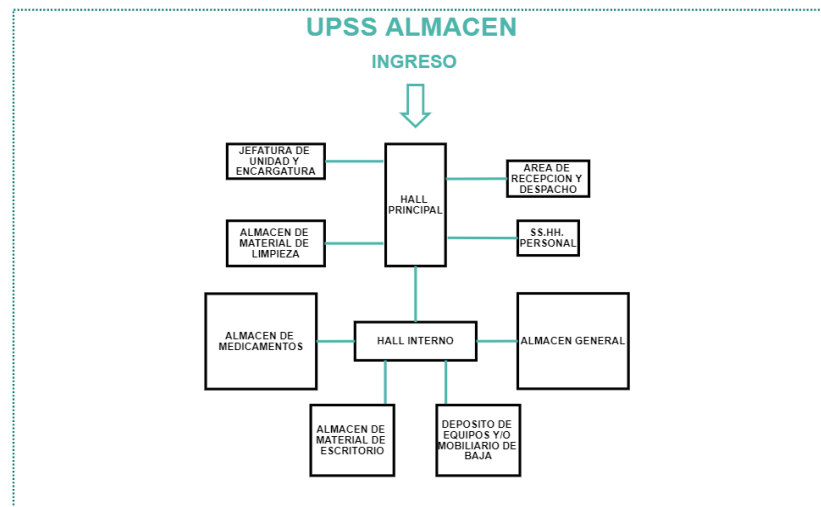 UPSS ALMACEN
INGRESO
JEFATURA DE
UNIDAD Y
ENCARGATURA
HALL
PRINCIPAL
AREA DE
RECEPCION Y
DESPACHO
ALMACEN DE
MATERIAL DE
LIMPIEZA
SS.HH.
PERSONAL
ALMACEN DE
MEDICAMENTOS
HALL INTERNO
ALMACEN GENERAL
ALMACEN DE
MATERIAL DE
ESCRITORIO
DEPOSITO DE
EQUIPOS Y/O
MOBILIARIO DE
BAJA